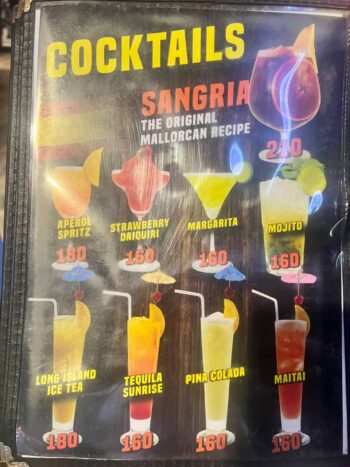 COCKTAILS
SANGRIA
THE ORIGINAL
MALLORCAN RECIPE
210
APEROL
SPRITZ
180
STRAWBERRY
DAIQUIRI
160
MARGARITA
160
MOJITO
160
LONG ISLAND
ICE TEA
180
TEQUILA
SUNRISE
160
PINA COLADA
160
MAITAI
160